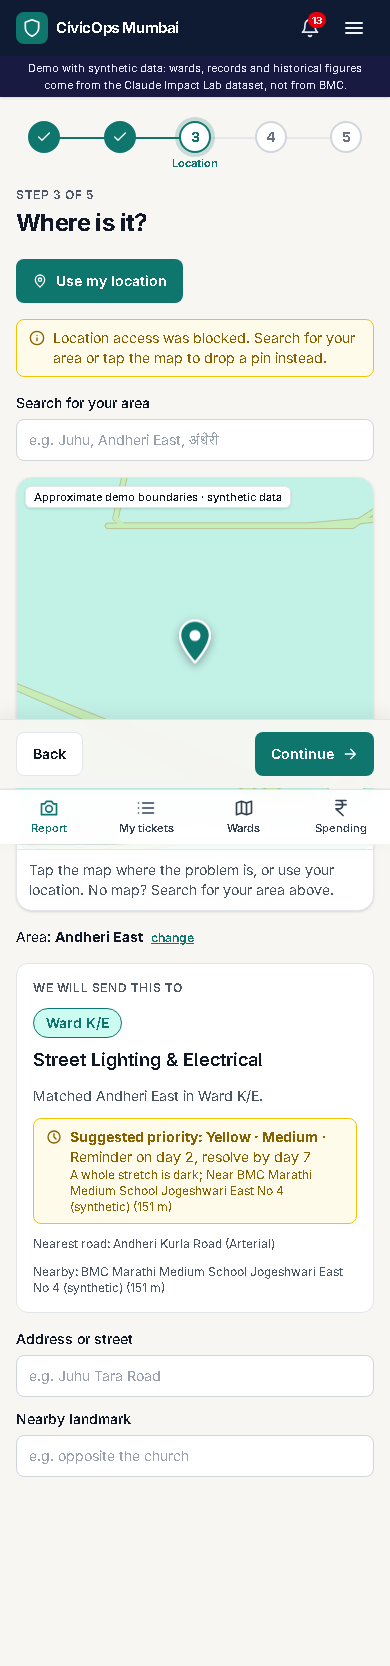 CivicOps Mumbai
13
Demo with synthetic data: wards, records and historical figures
come from the Claude Impact Lab dataset, not from BMC.
3
4
5
Location
STEP 3 OF 5
Where is it?
Use my location
Location access was blocked. Search for your
area or tap the map to drop a pin instead.
Search for your area
e.g. Juhu, Andheri East, अंधेरी
Approximate demo boundaries · synthetic data
Back
Continue
Report
My tickets
Wards
Spending
Tap the map where the problem is, or use your
location. No map? Search for your area above.
Area: Andheri East change
WE WILL SEND THIS TO
Ward K/E
Street Lighting & Electrical
Matched Andheri East in Ward K/E.
Suggested priority: Yellow · Medium ·
Reminder on day 2, resolve by day 7
A whole stretch is dark; Near BMC Marathi
Medium School Jogeshwari East No 4
(synthetic) (151 m)
Nearest road: Andheri Kurla Road (Arterial)
Nearby: BMC Marathi Medium School Jogeshwari East
No 4 (synthetic) (151 m)
Address or street
e.g. Juhu Tara Road
Nearby landmark
e.g. opposite the church